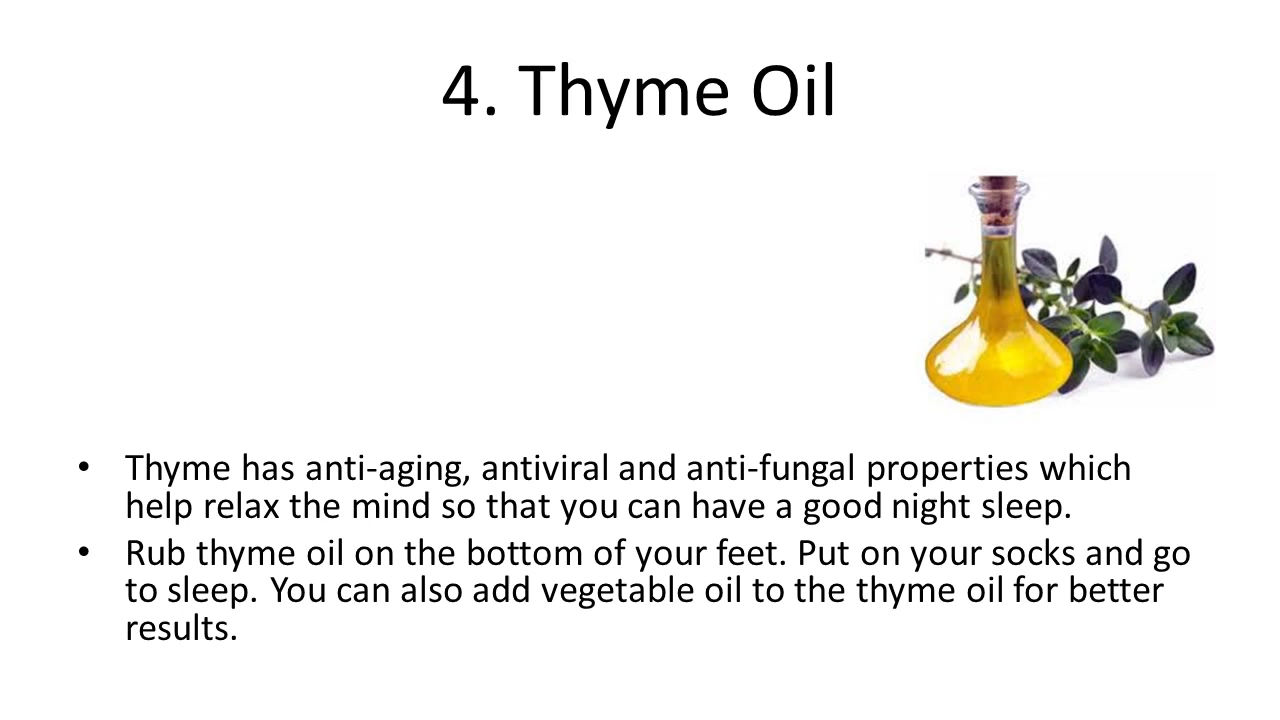 4. Thyme Oil
• Thyme has anti-aging, antiviral and anti-fungal properties which
help relax the mind so that you can have a good night sleep.
• Rub thyme oil on the bottom of your feet. Put on your socks and go
to sleep. You can also add vegetable oil to the thyme oil for better
results.